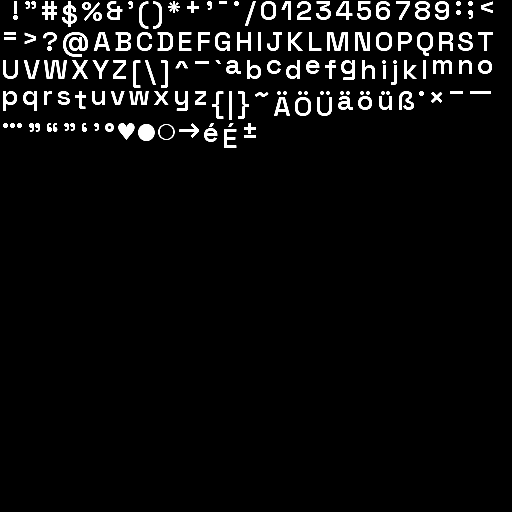 !"#$%&'()*+,-./0123456789:;<
=>?@ABCDEFGHIJKLMNOPQRST
UVWXYZ[\]^_`abcdefghijklmno
pqrstuvwxyz{|}~ÄÖÜäöüß·×–—
…”“„‘’°♥●○→éÉ±